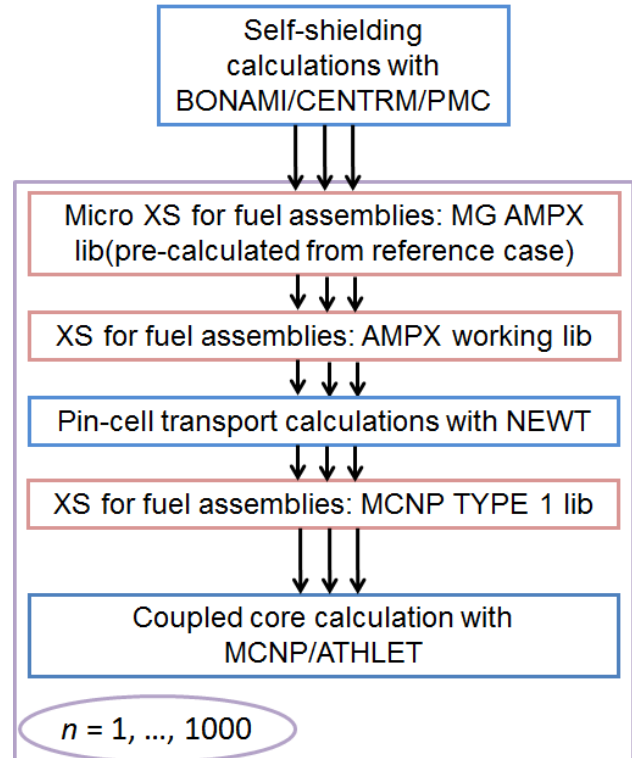 Self-shielding
calculations with
BONAMI/CENTRM/PMC
Micro XS for fuel assemblies: MG AMPX
lib(pre-calculated from reference case)
XS for fuel assemblies: AMPX working lib
Pin-cell transport calculations with NEWT
XS for fuel assemblies: MCNP TYPE 1 lib
Coupled core calculation with
MCNP/ATHLET
n = 1, ..., 1000